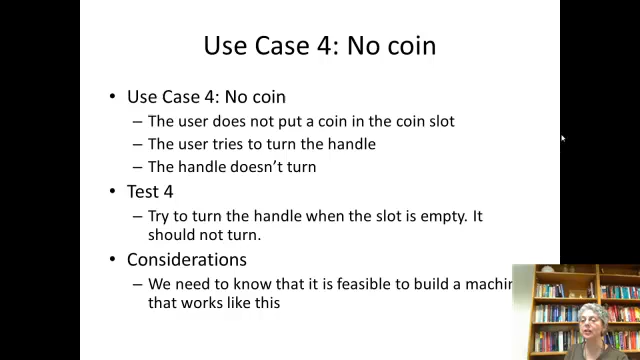 Use Case 4: No coin
• Use Case 4: No coin
– The user does not put a coin in the coin slot
– The user tries to turn the handle
– The handle doesn't turn
• Test 4
– Try to turn the handle when the slot is empty. It
should not turn.
• Considerations
– We need to know that it is feasible to build a machin
that works like this